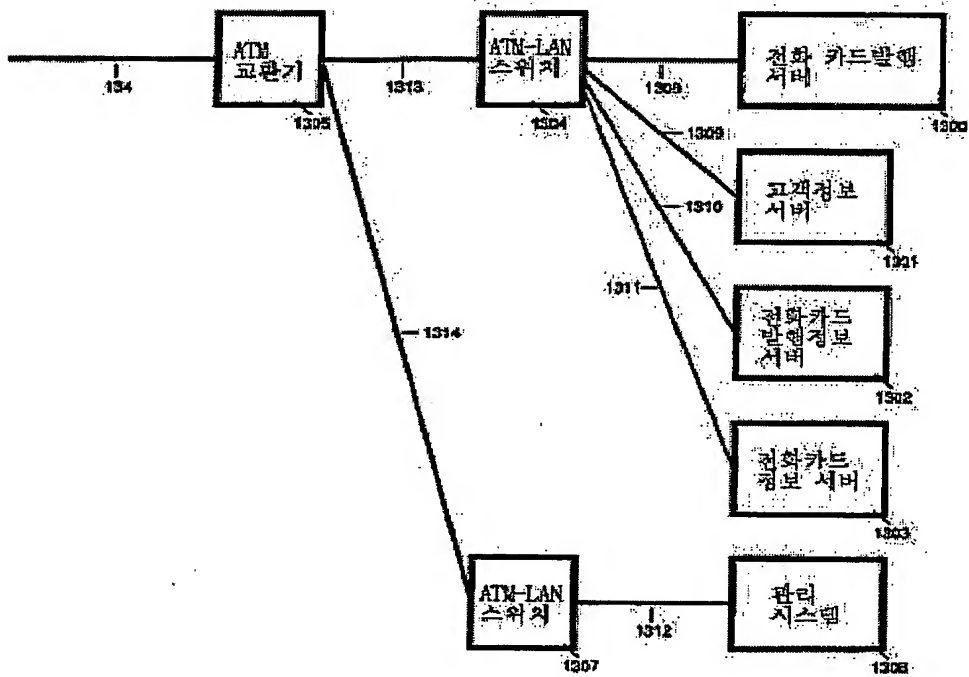 ATM
교환기
134
1305
1313
ATM-LAN
스위치
1304
1308
전화 카드발행
서버
1300
1309
고객정보
서버
1301
1310
전화카드
발행정보
서버
1302
1311
전화카드
정보 서버
1303
1314
ATM-LAN
스위치
1307
1312
관리
시스템
1306